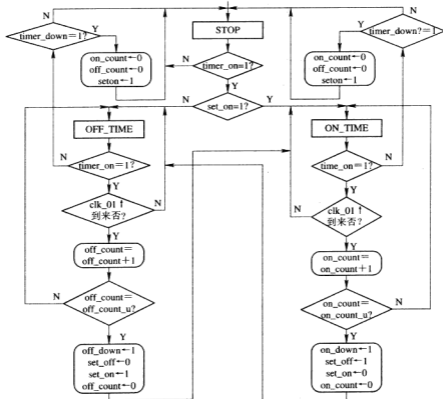 N
N
timer_down=1?
Y
STOP
Y
timer_down?=1
on_count←0
off_count←0
seton←1
N
timer_on=1?
on_count←0
off_count←0
seton←1
Y
N
set_on=1?
Y
OFF_TIME
ON_TIME
N
timer_on=1?
time_on=1?
N
Y
Y
clk_01↑
到来否?
N
N
clk_01↑
到来否?
Y
Y
off_count=
off_count+1
on_count=
on_count+1
N
off_count=
off_count_u?
on_count=
on_count_u?
N
Y
Y
off_down←1
set_off←0
set_on←1
off_count←0
on_down←1
set_off←1
set_on←0
on_count←0